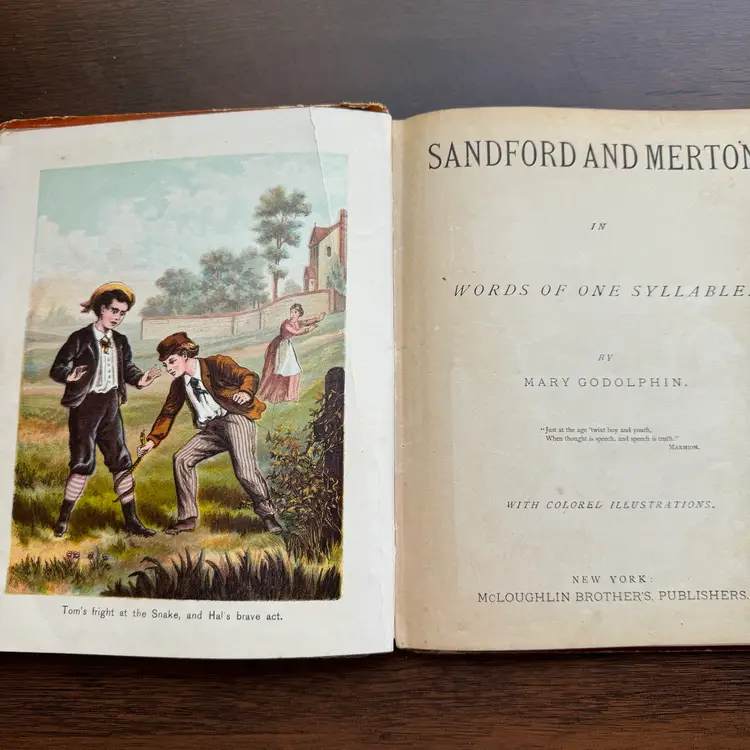 Tom's fright at the Snake, and Hal's brave act.
SANDFORD AND MERTON
IN
WORDS OF ONE SYLLABLE.
BY
MARY GODOLPHIN.
"Just at the age 'twixt boy and youth,
When thought is speech, and speech is truth."
MARMION.
WITH COLORED ILLUSTRATIONS.
NEW YORK:
MCLOUGHLIN BROTHER'S, PUBLISHERS.